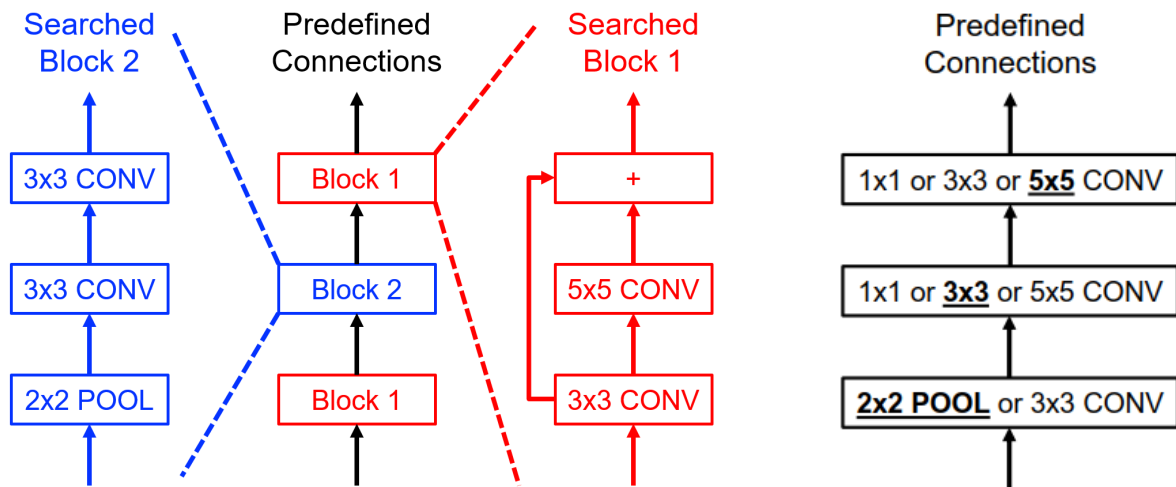 Searched
Block 2
3x3 CONV
3x3 CONV
2x2 POOL
Predefined
Connections
Block 1
Block 2
Block 1
Searched
Block 1
+
5x5 CONV
3x3 CONV
Predefined
Connections
1x1 or 3x3 or 5x5 CONV
1x1 or 3x3 or 5x5 CONV
2x2 POOL or 3x3 CONV